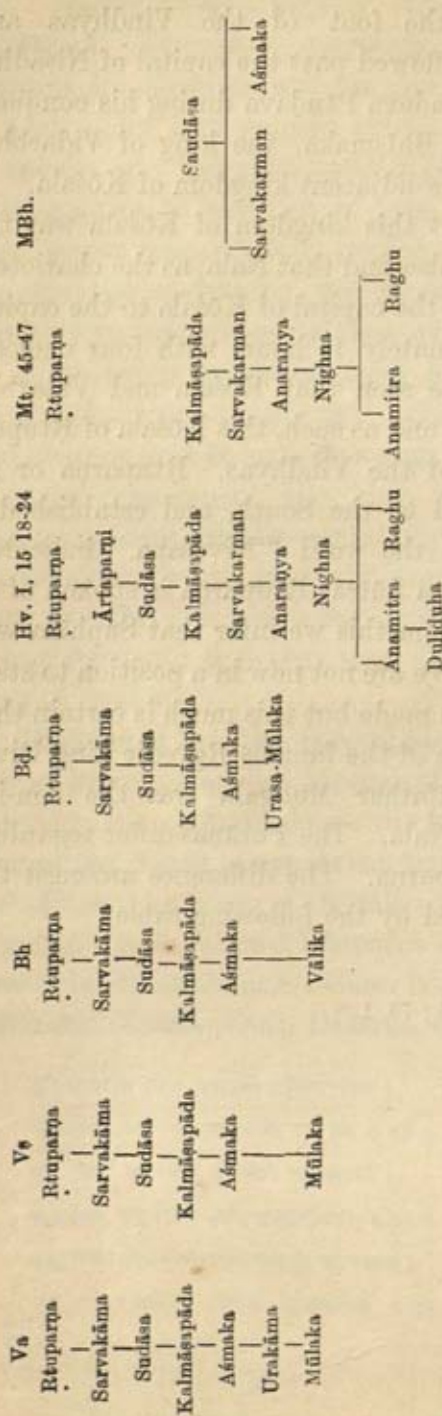 Va Vṣ Bh Bḍ. Hv. I, 15 18-24 Mt. 45-47 MBh.
Ṛtuparṇa Ṛtuparṇa Ṛtuparṇa Ṛtuparṇa Ṛtuparṇa Ṛtuparṇa
Sarvakāma Sarvakāma Sarvakāma Sarvakāma Ārtaparṇi
Sudāsa Sudāsa Sudāsa Sudāsa Sudāsa Saudāsa
Kalmāṣapāda Kalmāṣapāda Kalmāṣapāda Kalmāṣapāda Kalmāṣapāda Kalmāṣapāda
Aśmaka Aśmaka Aśmaka Aśmaka Sarvakarman Sarvakarman Sarvakarman Aśmaka
Urakāma Urasa-Mūlaka Anaraṇya Anaraṇya
Mūlaka Mūlaka Vālika Nighna Nighna
Anamitra Raghu Anamitra Raghu
Duliduha